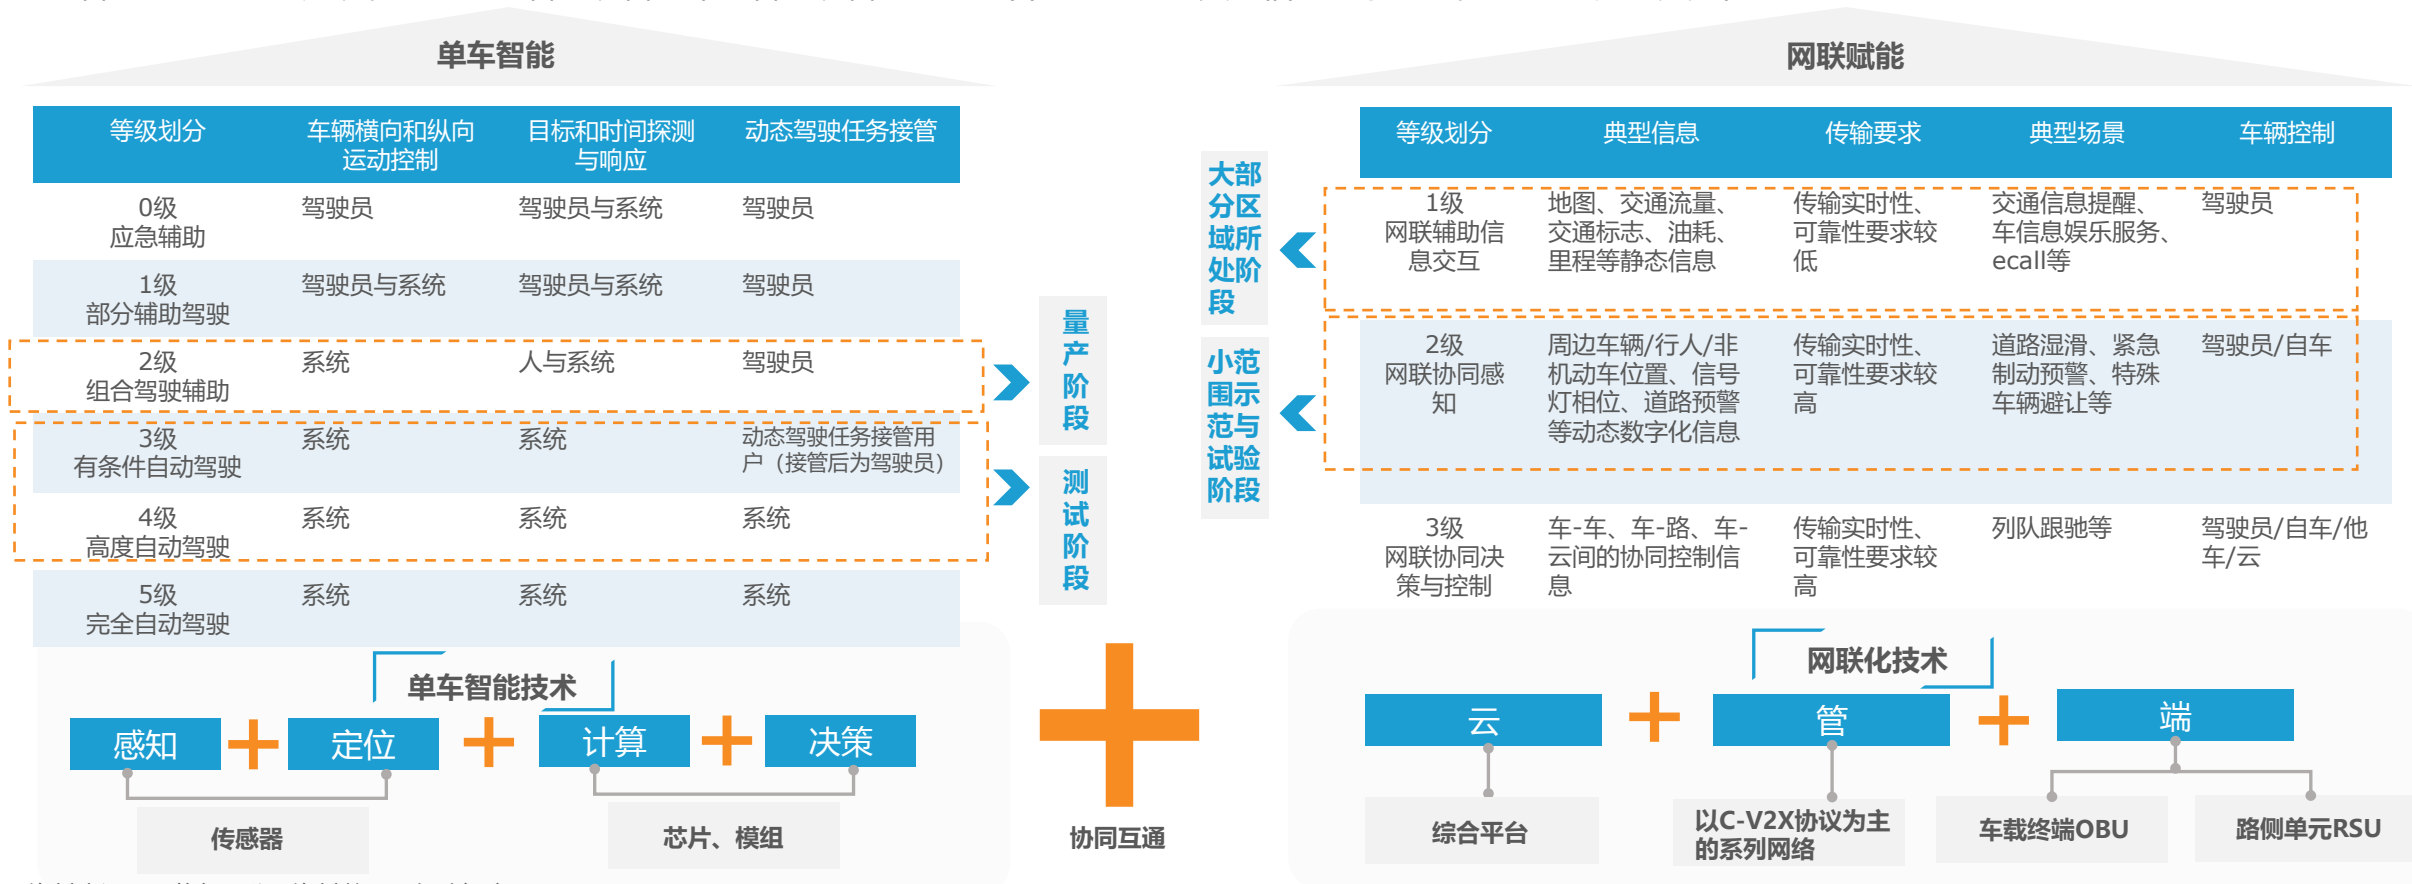 单车智能
等级划分
车辆横向和纵向
运动控制
目标和时间探测
与响应
动态驾驶任务接管
0级
应急辅助
驾驶员
驾驶员与系统
驾驶员
1级
部分辅助驾驶
驾驶员与系统
驾驶员与系统
驾驶员
2级
组合驾驶辅助
系统
人与系统
驾驶员
3级
有条件自动驾驶
系统
系统
动态驾驶任务接管用
户（接管后为驾驶员）
4级
高度自动驾驶
系统
系统
系统
5级
完全自动驾驶
系统
系统
系统
量
产
阶
段
测
试
阶
段
单车智能技术
感知
定位
计算
决策
传感器
芯片、模组
协同互通
网联赋能
大部
分区
域所
处阶
段
小范
围示
范与
试验
阶段
等级划分
典型信息
传输要求
典型场景
车辆控制
1级
网联辅助信
息交互
地图、交通流量、
交通标志、油耗、
里程等静态信息
传输实时性、
可靠性要求较
低
交通信息提醒、
车信息娱乐服务、
ecall等
驾驶员
2级
网联协同感
知
周边车辆/行人/非
机动车位置、信号
灯相位、道路预警
等动态数字化信息
传输实时性、
可靠性要求较
高
道路湿滑、紧急
制动预警、特殊
车辆避让等
驾驶员/自车
3级
网联协同决
策与控制
车-车、车-路、车-
云间的协同控制信
息
传输实时性、
可靠性要求较
高
列队跟驰等
驾驶员/自车/他
车/云
网联化技术
云
管
端
综合平台
以C-V2X协议为主
的系列网络
车载终端OBU
路侧单元RSU